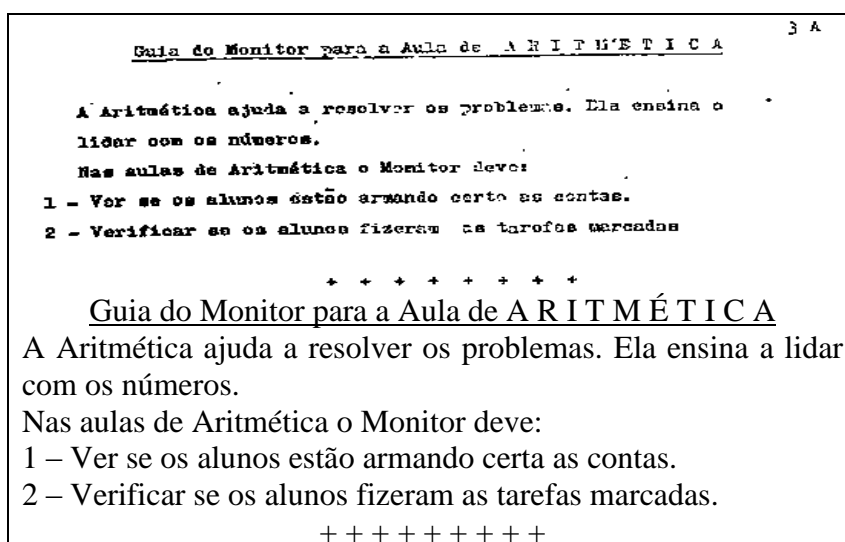 3 A
Guia do Monitor para a Aula de A R I T M É T I C A
A Aritmética ajuda a resolver os problemas. Ela ensina o
lidar com os números.
Nas aulas de Aritmética o Monitor deve:
1 - Ver se os alunos estão armando certo as contas.
2 - Verificar se os alunos fizeram as tarefas marcadas
+ + + + + + + +
Guia do Monitor para a Aula de A R I T M É T I C A
A Aritmética ajuda a resolver os problemas. Ela ensina a lidar
com os números.
Nas aulas de Aritmética o Monitor deve:
1 – Ver se os alunos estão armando certa as contas.
2 – Verificar se os alunos fizeram as tarefas marcadas.
+ + + + + + + + +